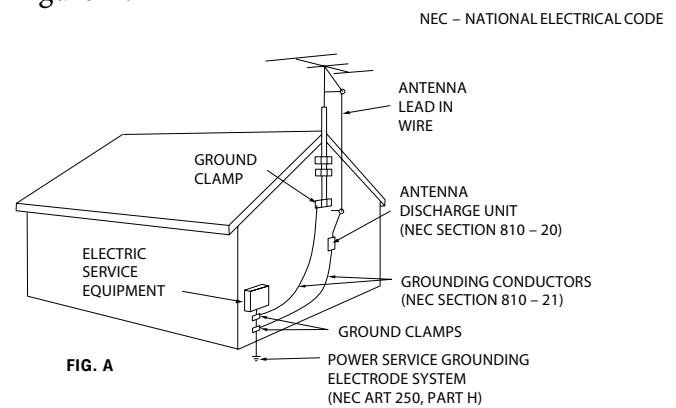 NEC – NATIONAL ELECTRICAL CODE
ANTENNA
LEAD IN
WIRE
GROUND
CLAMP
ANTENNA
DISCHARGE UNIT
(NEC SECTION 810 – 20)
ELECTRIC
SERVICE
EQUIPMENT
GROUNDING CONDUCTORS
(NEC SECTION 810 – 21)
GROUND CLAMPS
FIG. A
POWER SERVICE GROUNDING
ELECTRODE SYSTEM
(NEC ART 250, PART H)